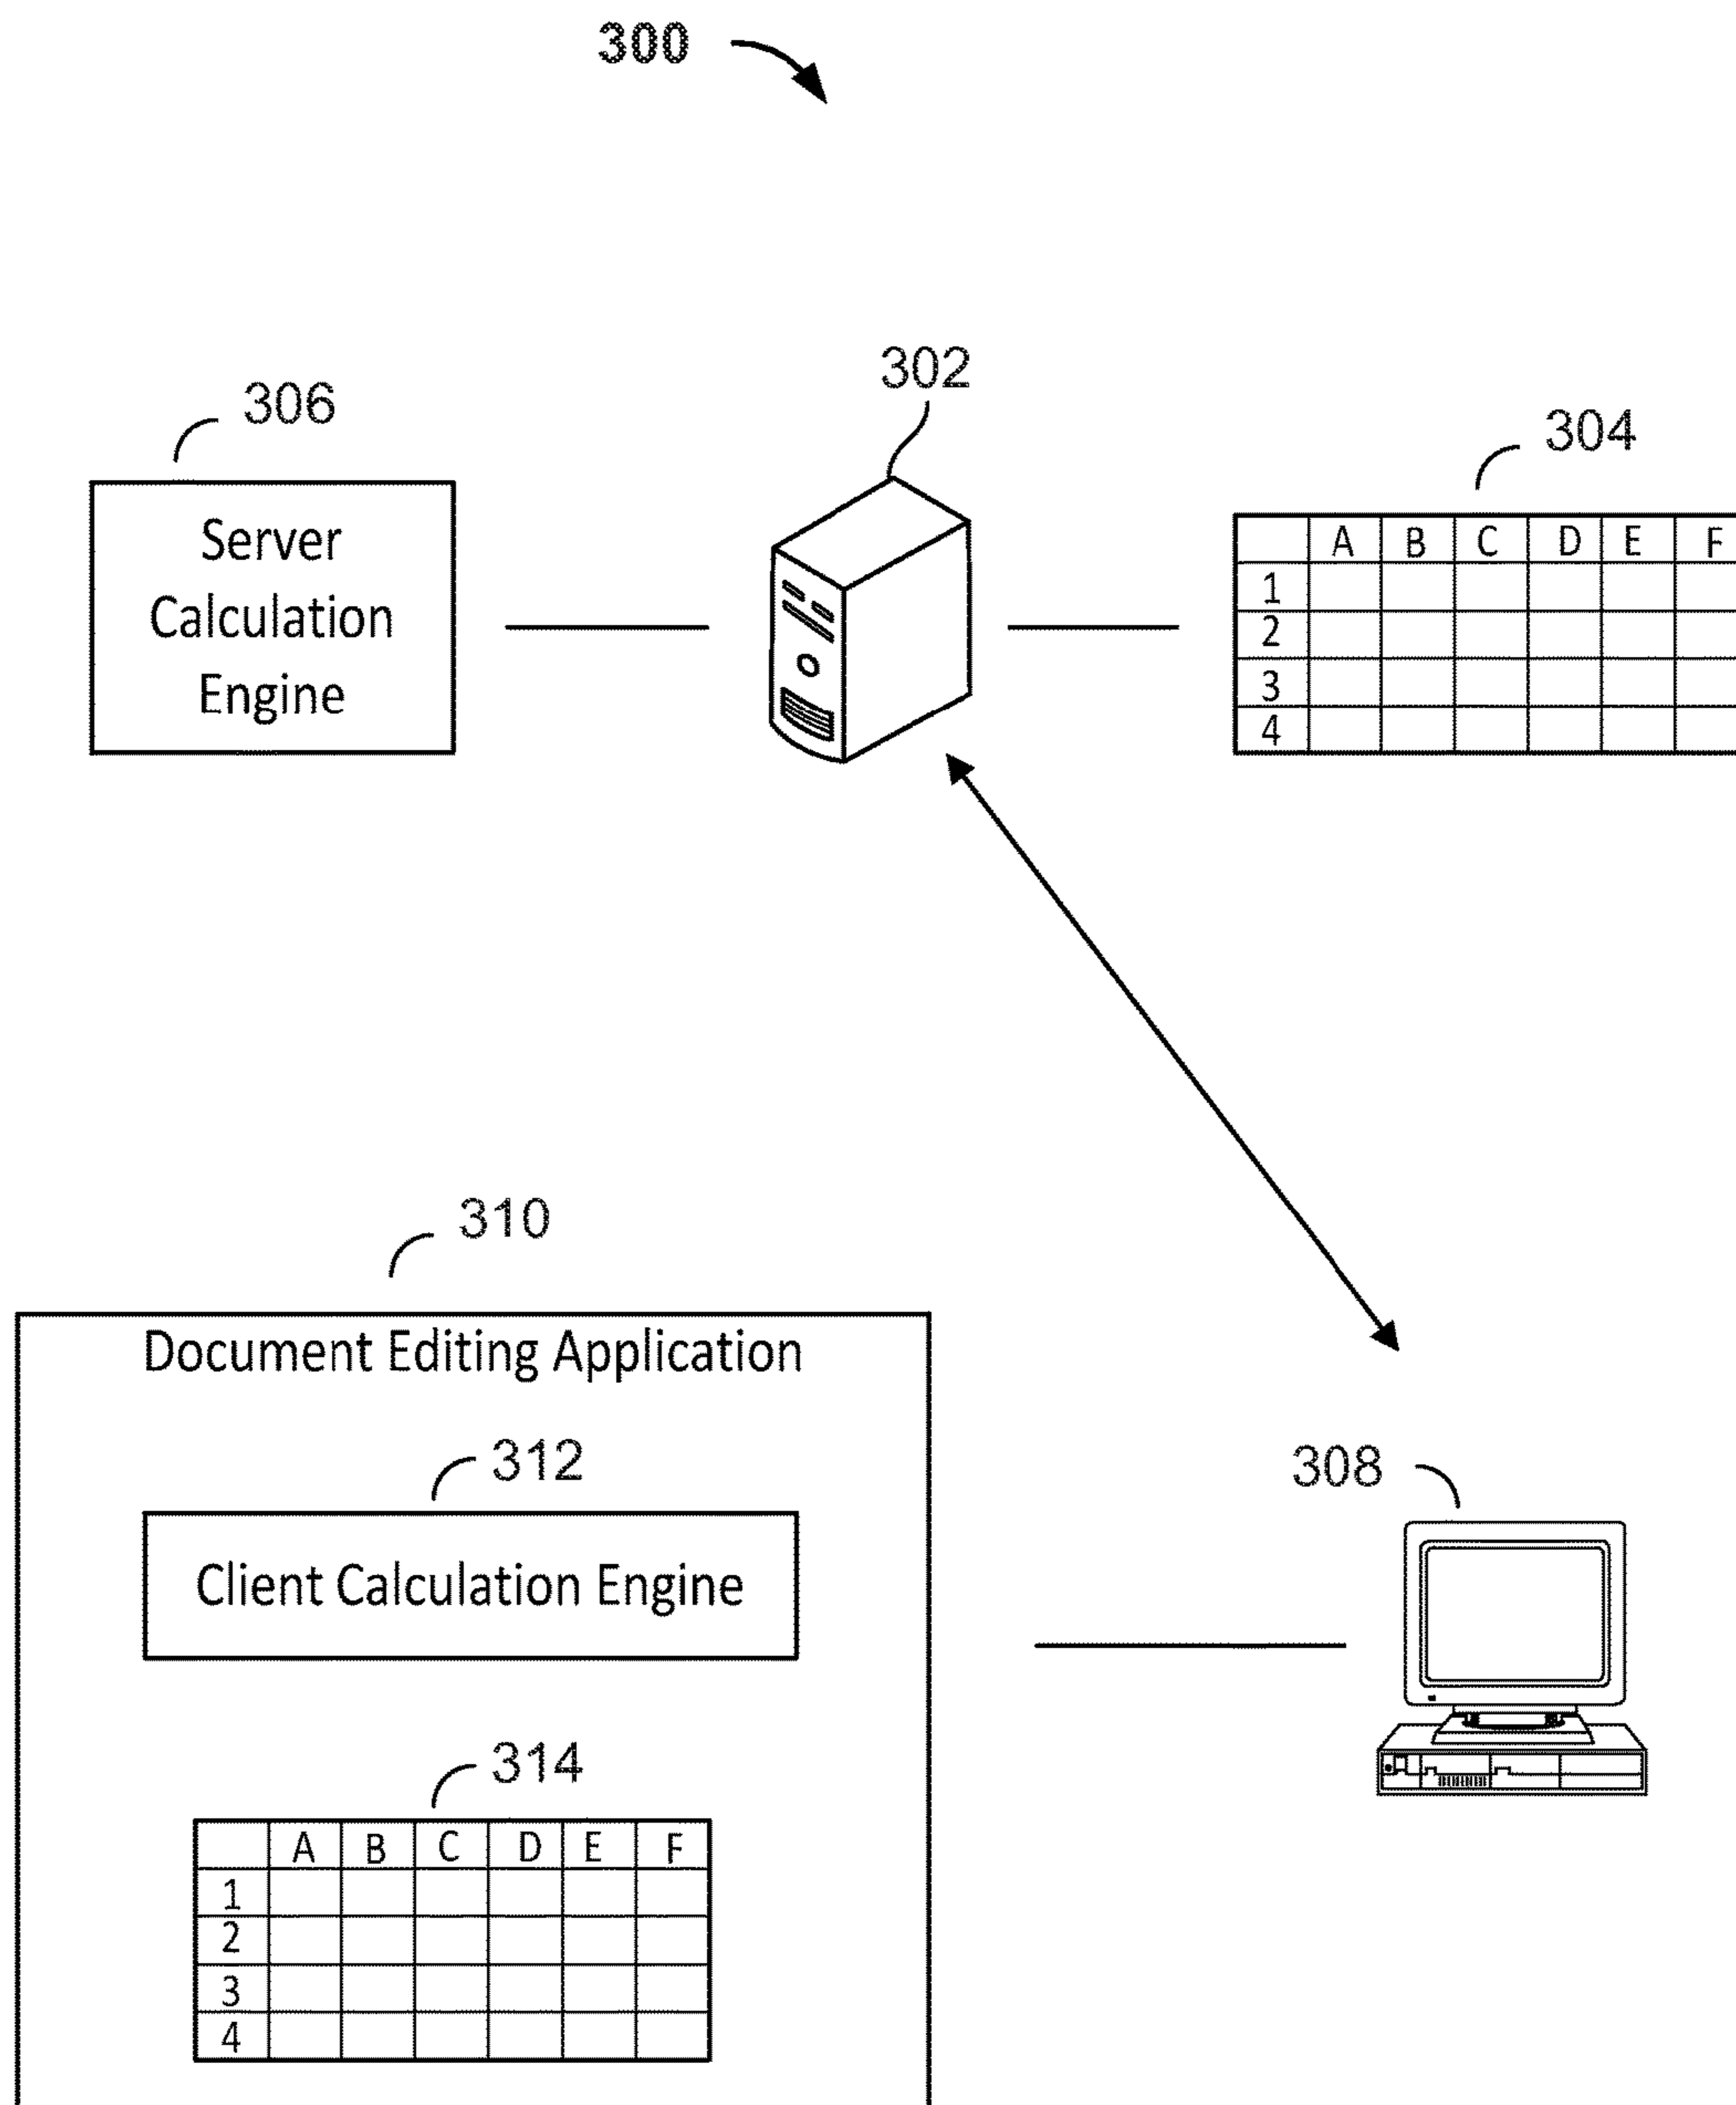 300
302
306
304
Server
Calculation
Engine
A B C D E F
1
2
3
4
310
Document Editing Application
312
308
Client Calculation Engine
314
A B C D E F
1
2
3
4